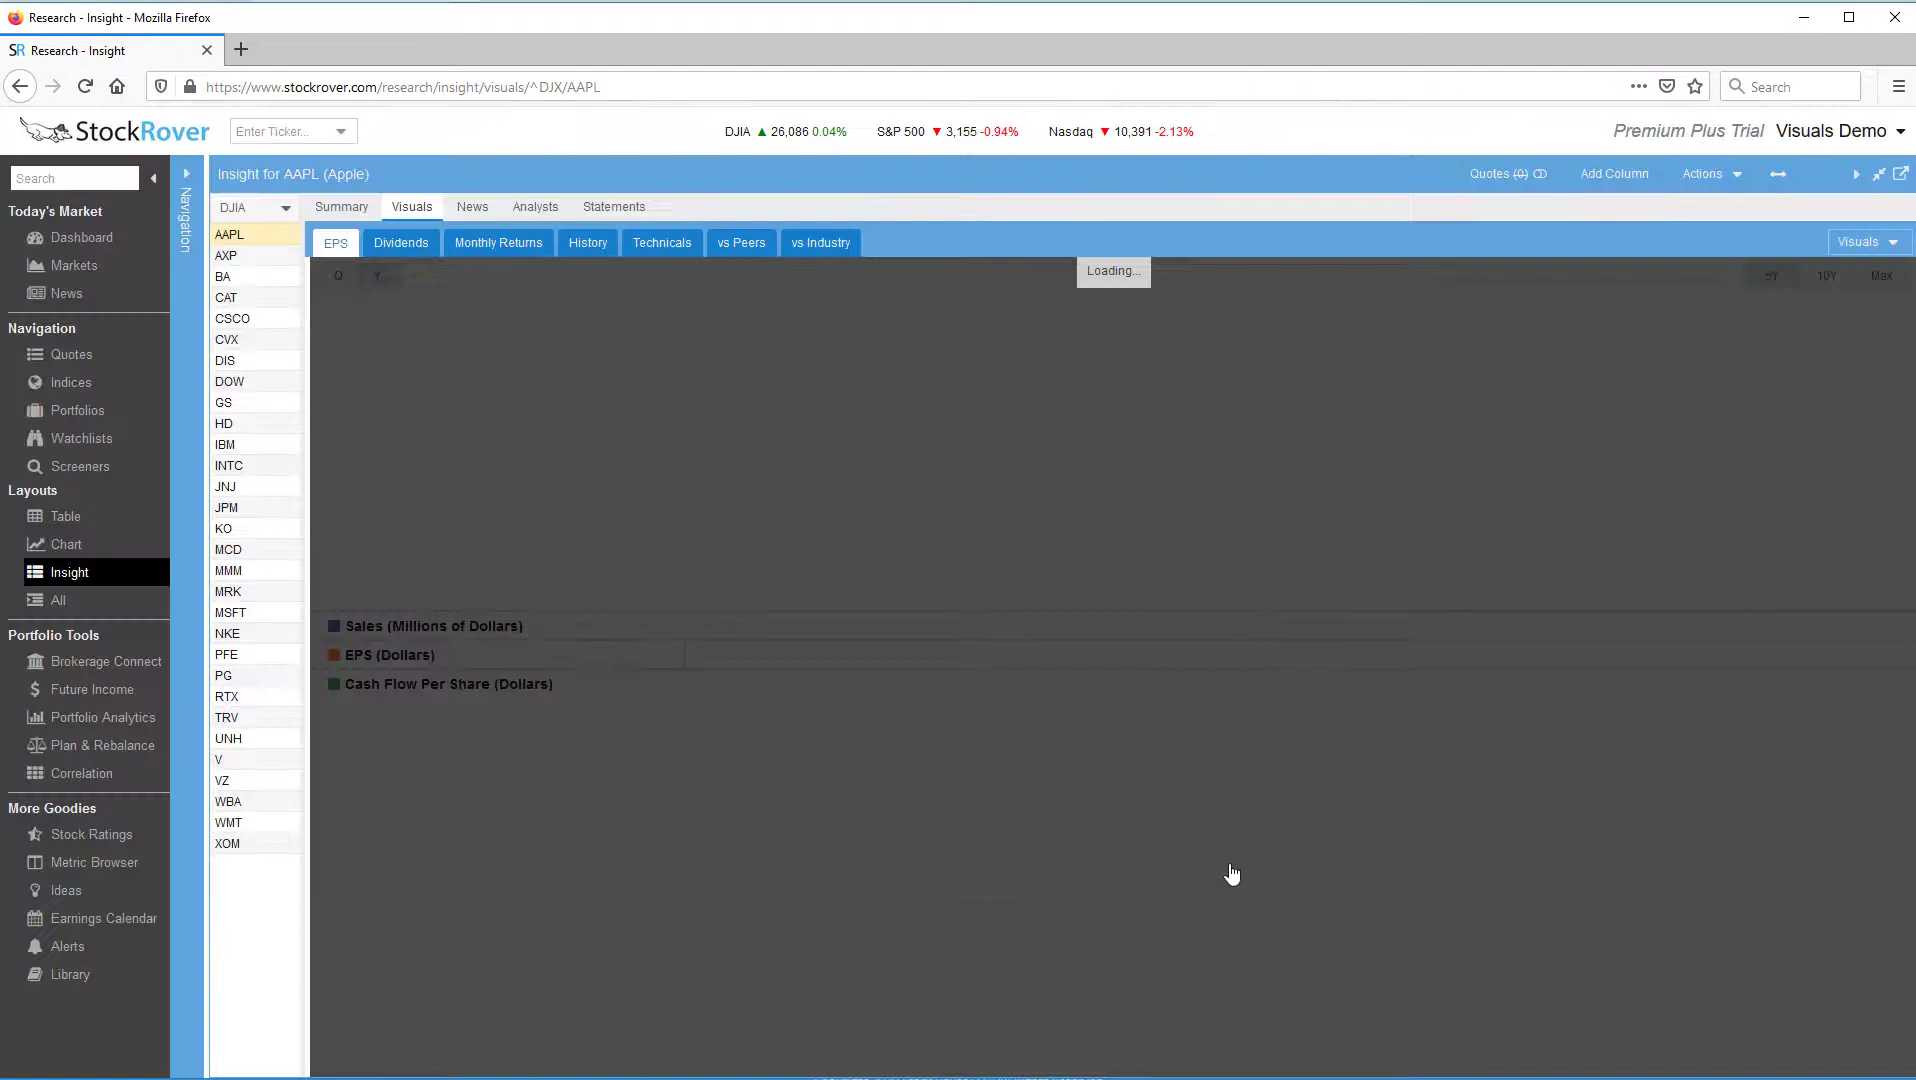 Research - Insight - Mozilla Firefox
SR Research - Insight
https://www.stockrover.com/research/insight/visuals/^DJX/AAPL
Search
StockRover
Enter Ticker...
DJIA ▲ 26,086 0.04% S&P 500 ▼ 3,155 -0.94% Nasdaq ▼ 10,391 -2.13%
Premium Plus Trial Visuals Demo
Search
Today's Market
Dashboard
Markets
News
Navigation
Quotes
Indices
Portfolios
Watchlists
Screeners
Layouts
Table
Chart
Insight
All
Portfolio Tools
Brokerage Connect
Future Income
Portfolio Analytics
Plan & Rebalance
Correlation
More Goodies
Stock Ratings
Metric Browser
Ideas
Earnings Calendar
Alerts
Library
Navigation
Insight for AAPL (Apple)
Quotes (0) Add Column Actions
DJIA
Summary Visuals News Analysts Statements
EPS Dividends Monthly Returns History Technicals vs Peers vs Industry Visuals
Q Y Loading... 5Y 10Y Max
AAPL
AXP
BA
CAT
CSCO
CVX
DIS
DOW
GS
HD
IBM
INTC
JNJ
JPM
KO
MCD
MMM
MRK
MSFT
NKE
PFE
PG
RTX
TRV
UNH
V
VZ
WBA
WMT
XOM
Sales (Millions of Dollars)
EPS (Dollars)
Cash Flow Per Share (Dollars)